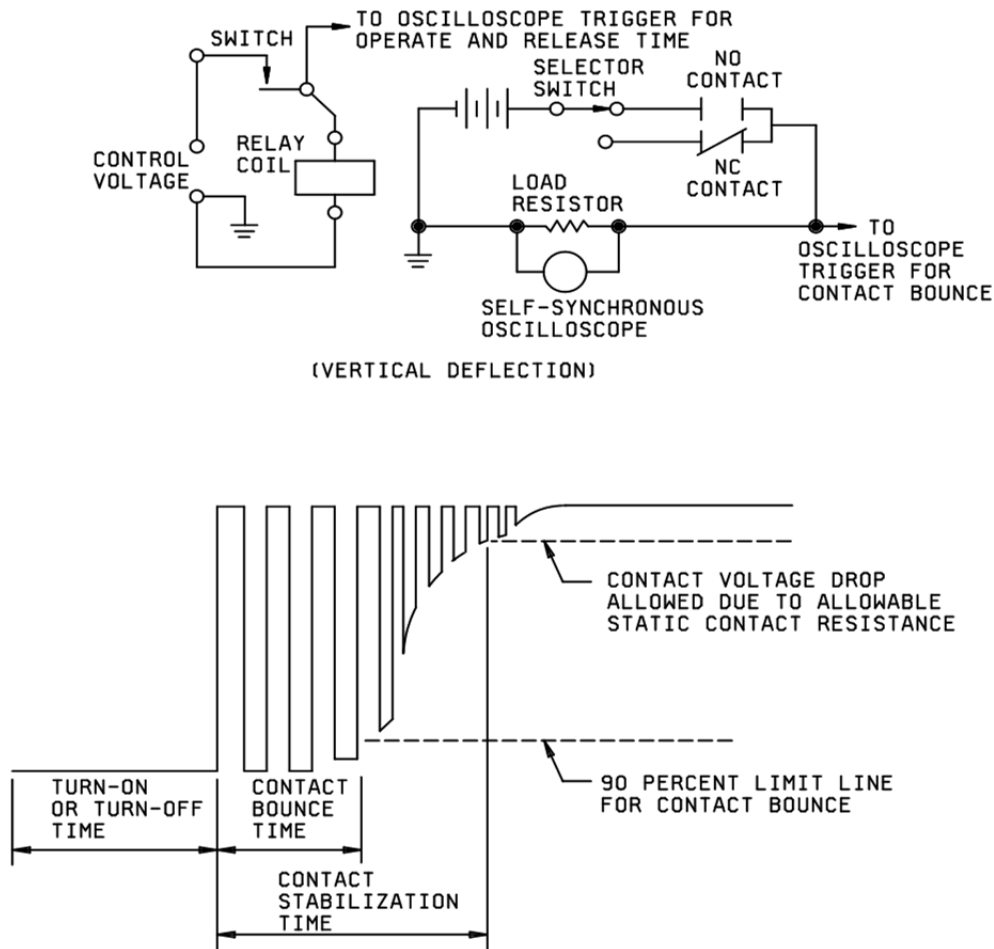 TO OSCILLOSCOPE TRIGGER FOR
OPERATE AND RELEASE TIME
SWITCH
NO
CONTACT
SELECTOR
SWITCH
RELAY
COIL
CONTROL
VOLTAGE
NC
CONTACT
LOAD
RESISTOR
TO
OSCILLOSCOPE
TRIGGER FOR
CONTACT BOUNCE
SELF-SYNCHRONOUS
OSCILLOSCOPE
(VERTICAL DEFLECTION)
CONTACT VOLTAGE DROP
ALLOWED DUE TO ALLOWABLE
STATIC CONTACT RESISTANCE
90 PERCENT LIMIT LINE
FOR CONTACT BOUNCE
TURN-ON
OR TURN-OFF
TIME
CONTACT
BOUNCE
TIME
CONTACT
STABILIZATION
TIME